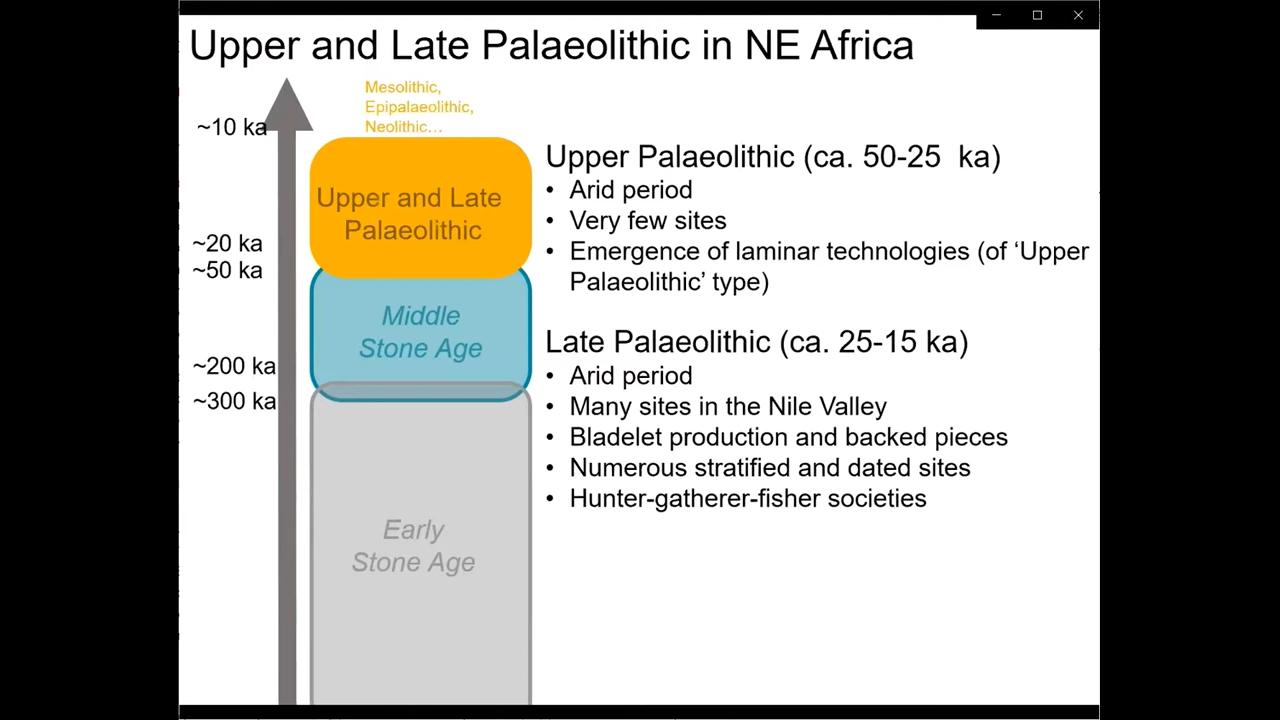 Upper and Late Palaeolithic in NE Africa
Mesolithic,
Epipalaeolithic,
Neolithic...
~10 ka
Upper and Late
Palaeolithic
~20 ka
~50 ka
Middle
Stone Age
~200 ka
~300 ka
Early
Stone Age
Upper Palaeolithic (ca. 50-25  ka)
• Arid period
• Very few sites
• Emergence of laminar technologies (of ‘Upper
Palaeolithic’ type)
Late Palaeolithic (ca. 25-15 ka)
• Arid period
• Many sites in the Nile Valley
• Bladelet production and backed pieces
• Numerous stratified and dated sites
• Hunter-gatherer-fisher societies